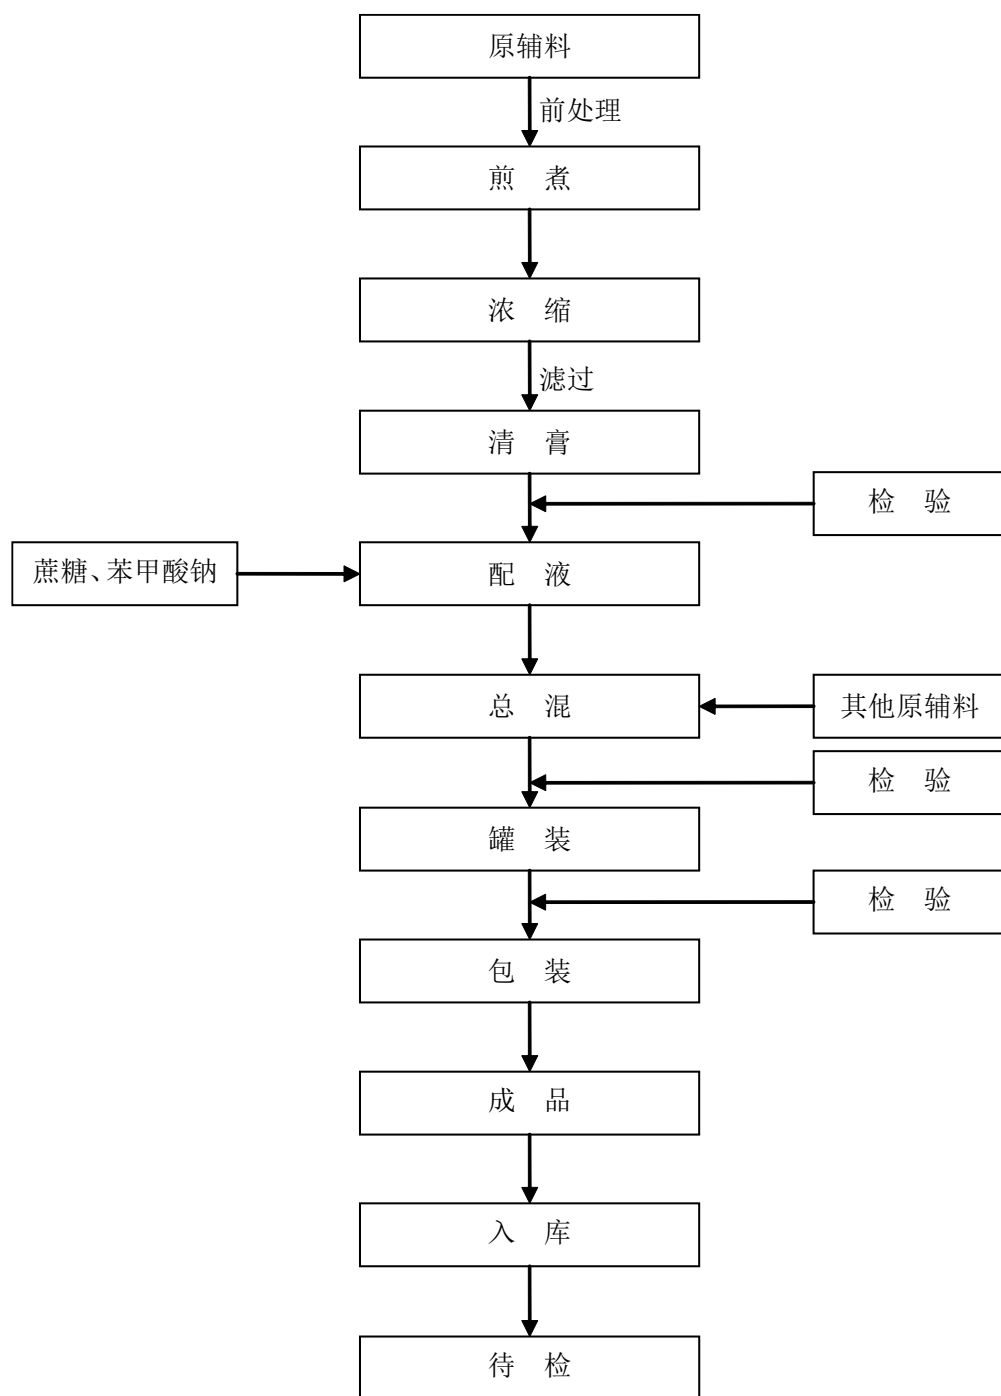 原辅料
前处理
煎 煮
浓 缩
滤过
清 膏
检 验
蔗糖、苯甲酸钠
配 液
总 混
其他原辅料
检 验
罐 装
检 验
包 装
成 品
入 库
待 检